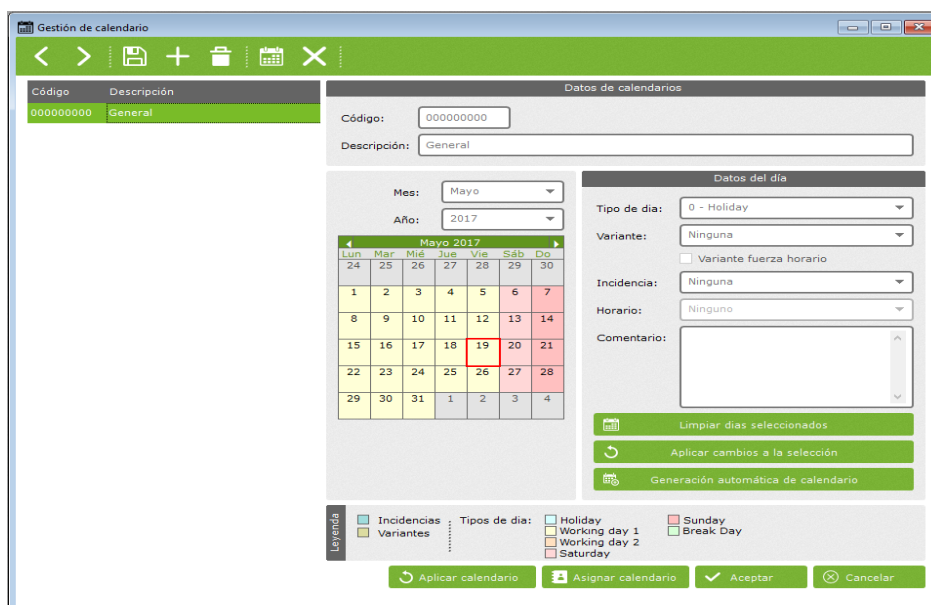 Gestión de calendario
Código Descripción
000000000 General
Datos de calendarios
Código: 000000000
Descripción: General
Mes: Mayo
Año: 2017
Mayo 2017
Lun Mar Mié Jue Vie Sáb Do
24 25 26 27 28 29 30
1 2 3 4 5 6 7
8 9 10 11 12 13 14
15 16 17 18 19 20 21
22 23 24 25 26 27 28
29 30 31 1 2 3 4
Datos del día
Tipo de dia: 0 - Holiday
Variante: Ninguna
Variante fuerza horario
Incidencia: Ninguna
Horario: Ninguno
Comentario:
Limpiar dias seleccionados
Aplicar cambios a la selección
Generación automática de calendario
Leyenda
Incidencias
Variantes
Tipos de dia:
Holiday
Working day 1
Working day 2
Saturday
Sunday
Break Day
Aplicar calendario
Asignar calendario
Aceptar
Cancelar